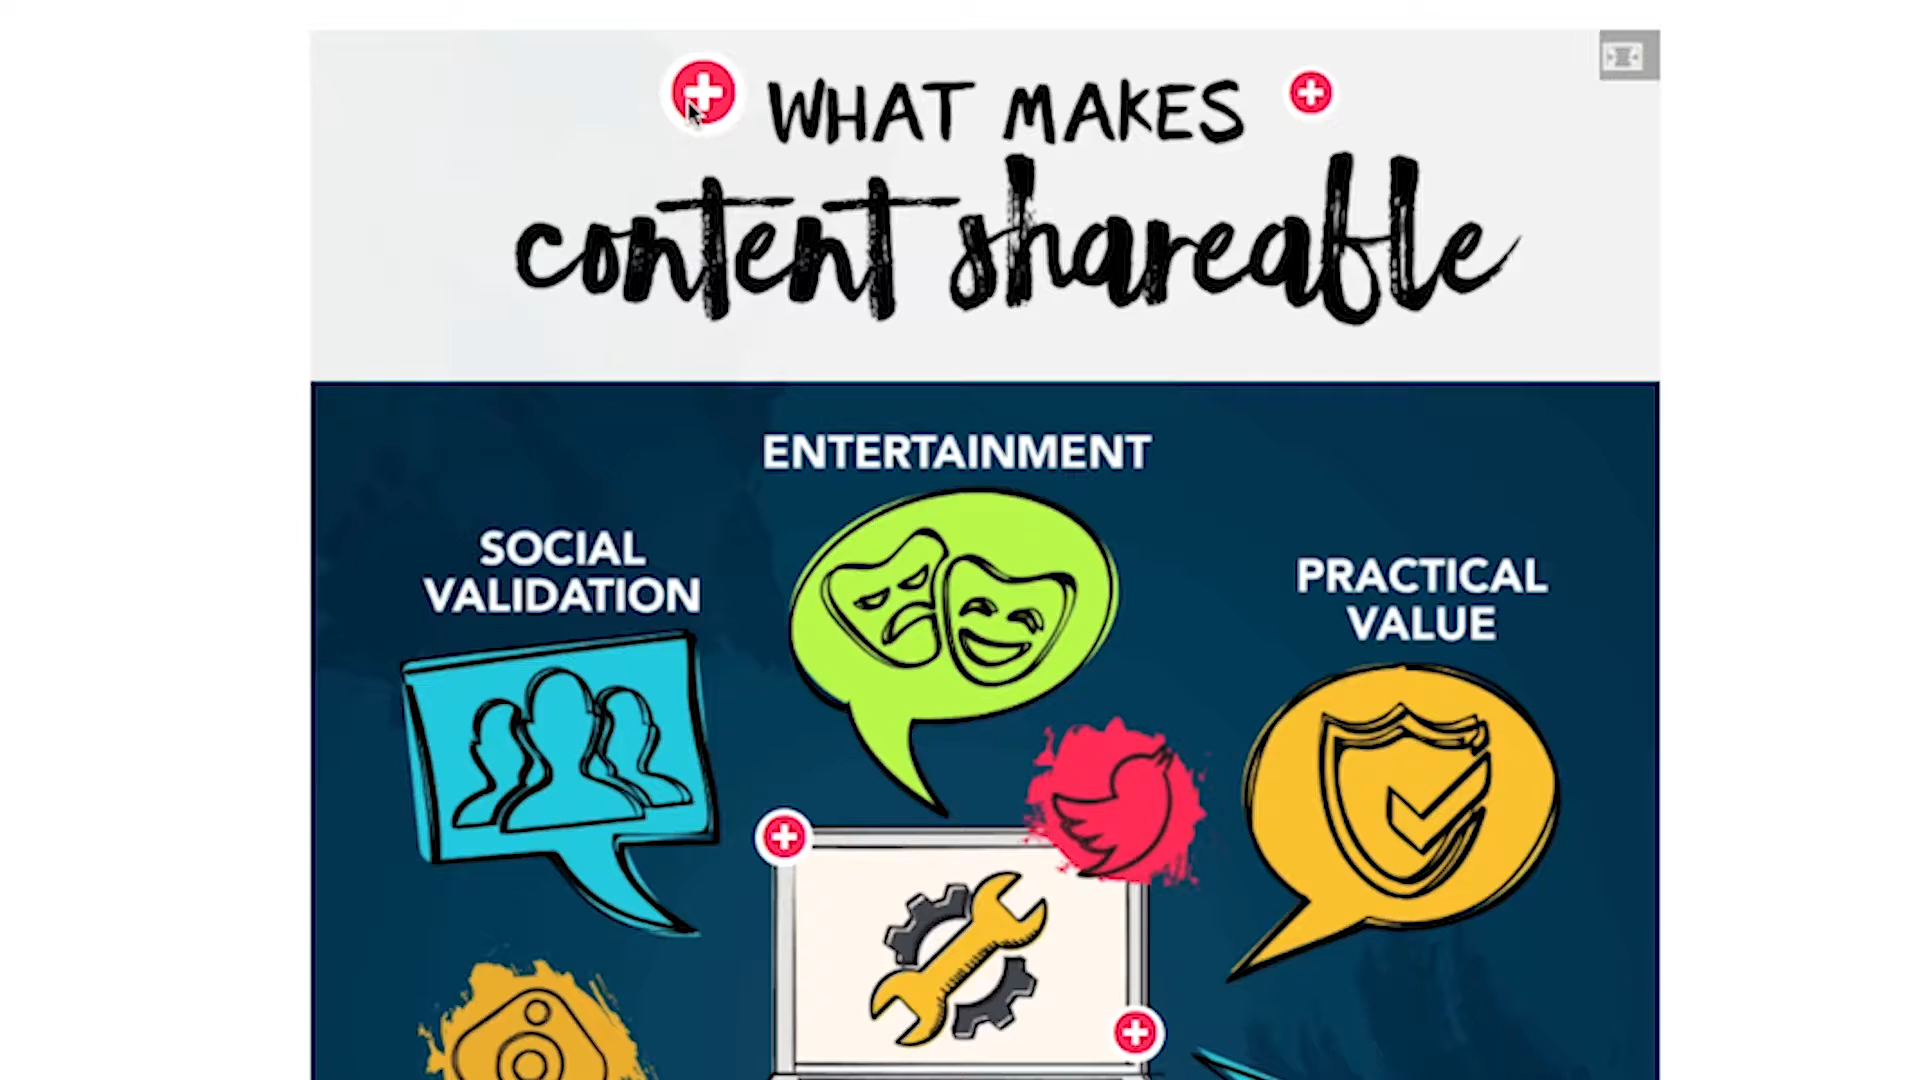 WHAT MAKES
content shareable
ENTERTAINMENT
SOCIAL
VALIDATION
PRACTICAL
VALUE